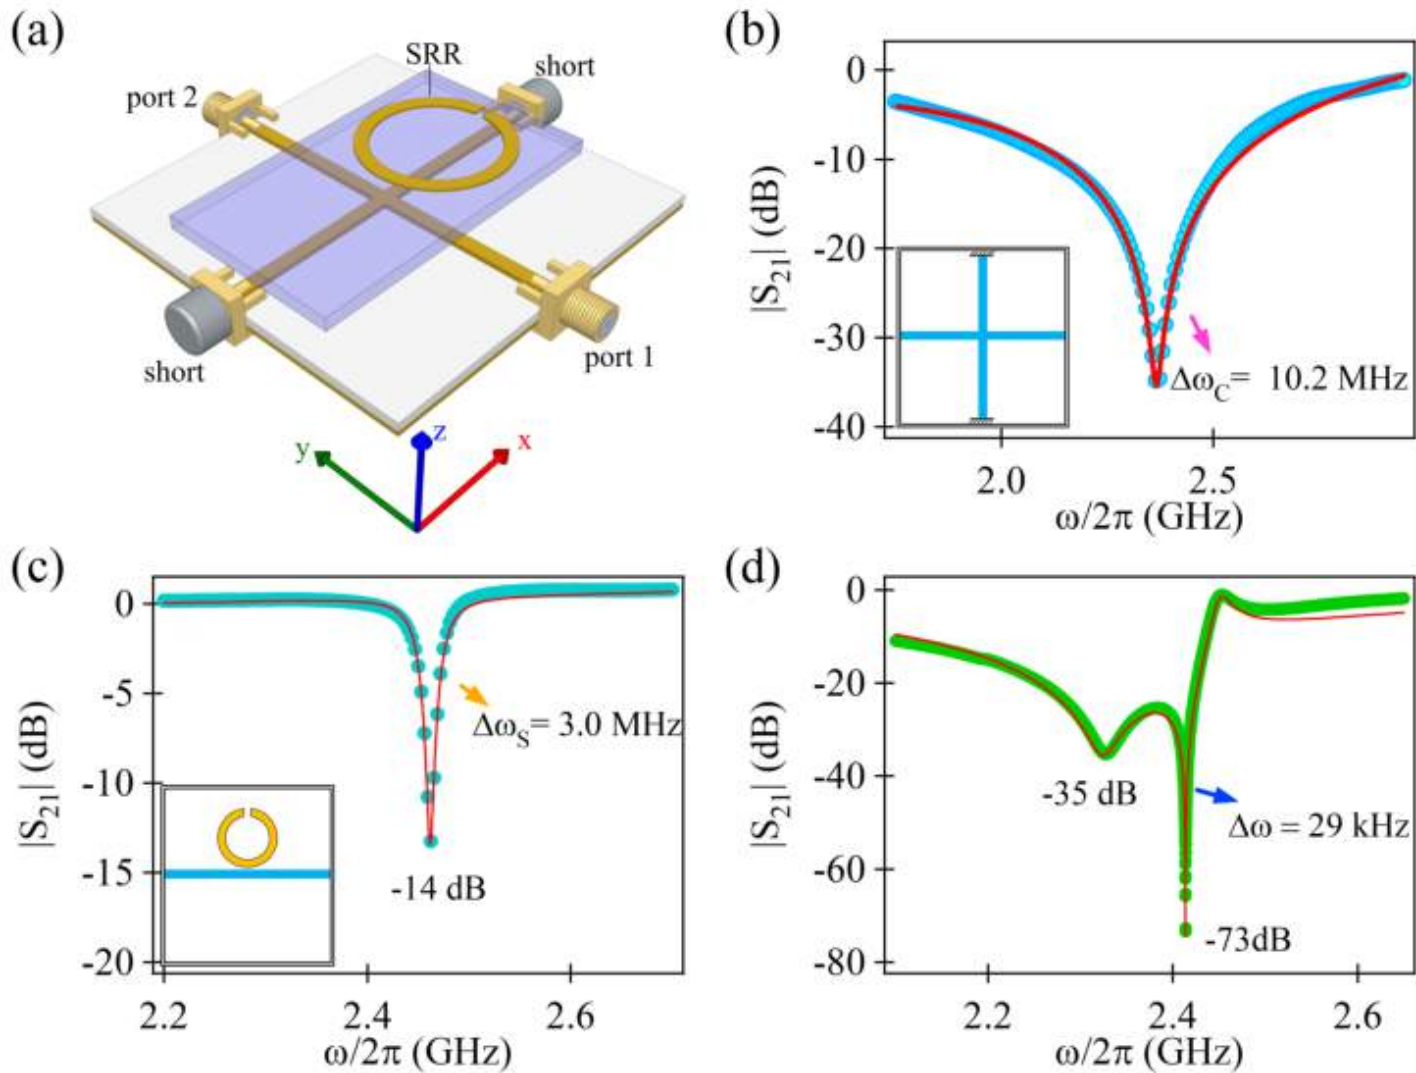 (a)
SRR
short
port 2
short
port 1
z
y
x
(b)
0
-10
-20
-30
-40
|S21| (dB)
ΔωC= 10.2 MHz
2.0
2.5
ω/2π (GHz)
(c)
0
-5
-10
-15
-20
|S21| (dB)
ΔωS= 3.0 MHz
-14 dB
2.2
2.4
2.6
ω/2π (GHz)
(d)
0
-20
-40
-60
-80
|S21| (dB)
-35 dB
Δω = 29 kHz
-73dB
2.2
2.4
2.6
ω/2π (GHz)